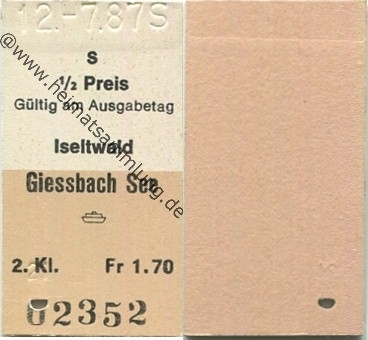 12.-7.87S
S
1/2 Preis
Gültig am Ausgabetag
Iseltwald
Giessbach See
2. Kl. Fr 1.70
02352
@www.heimatsammlung.de